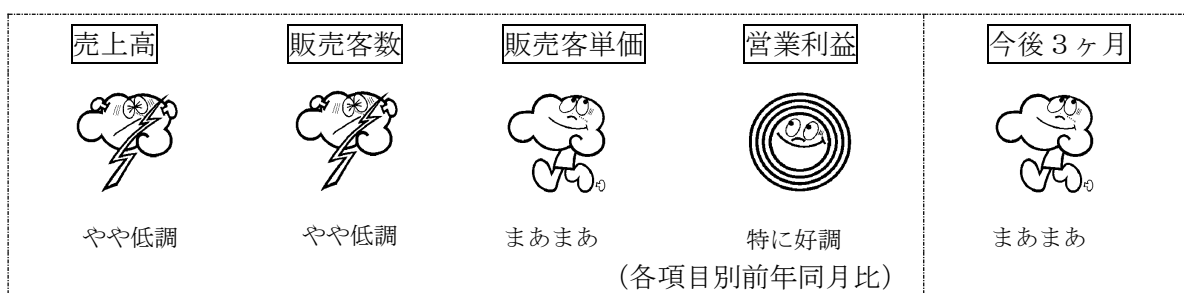 売上高 販売客数 販売客単価 営業利益 今後３ヶ月
やや低調 やや低調 まあまあ 特に好調 まあまあ
（各項目別前年同月比）